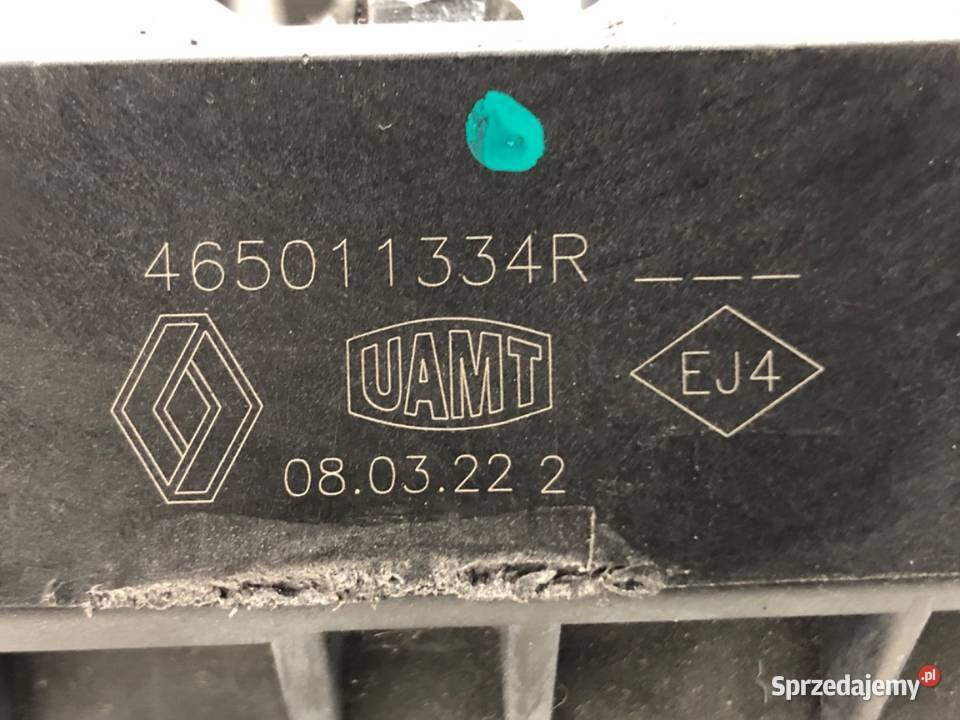 465011334R _ _ _
UAMT
EJ4
08.03.22 2
Sprzedajemy.pl